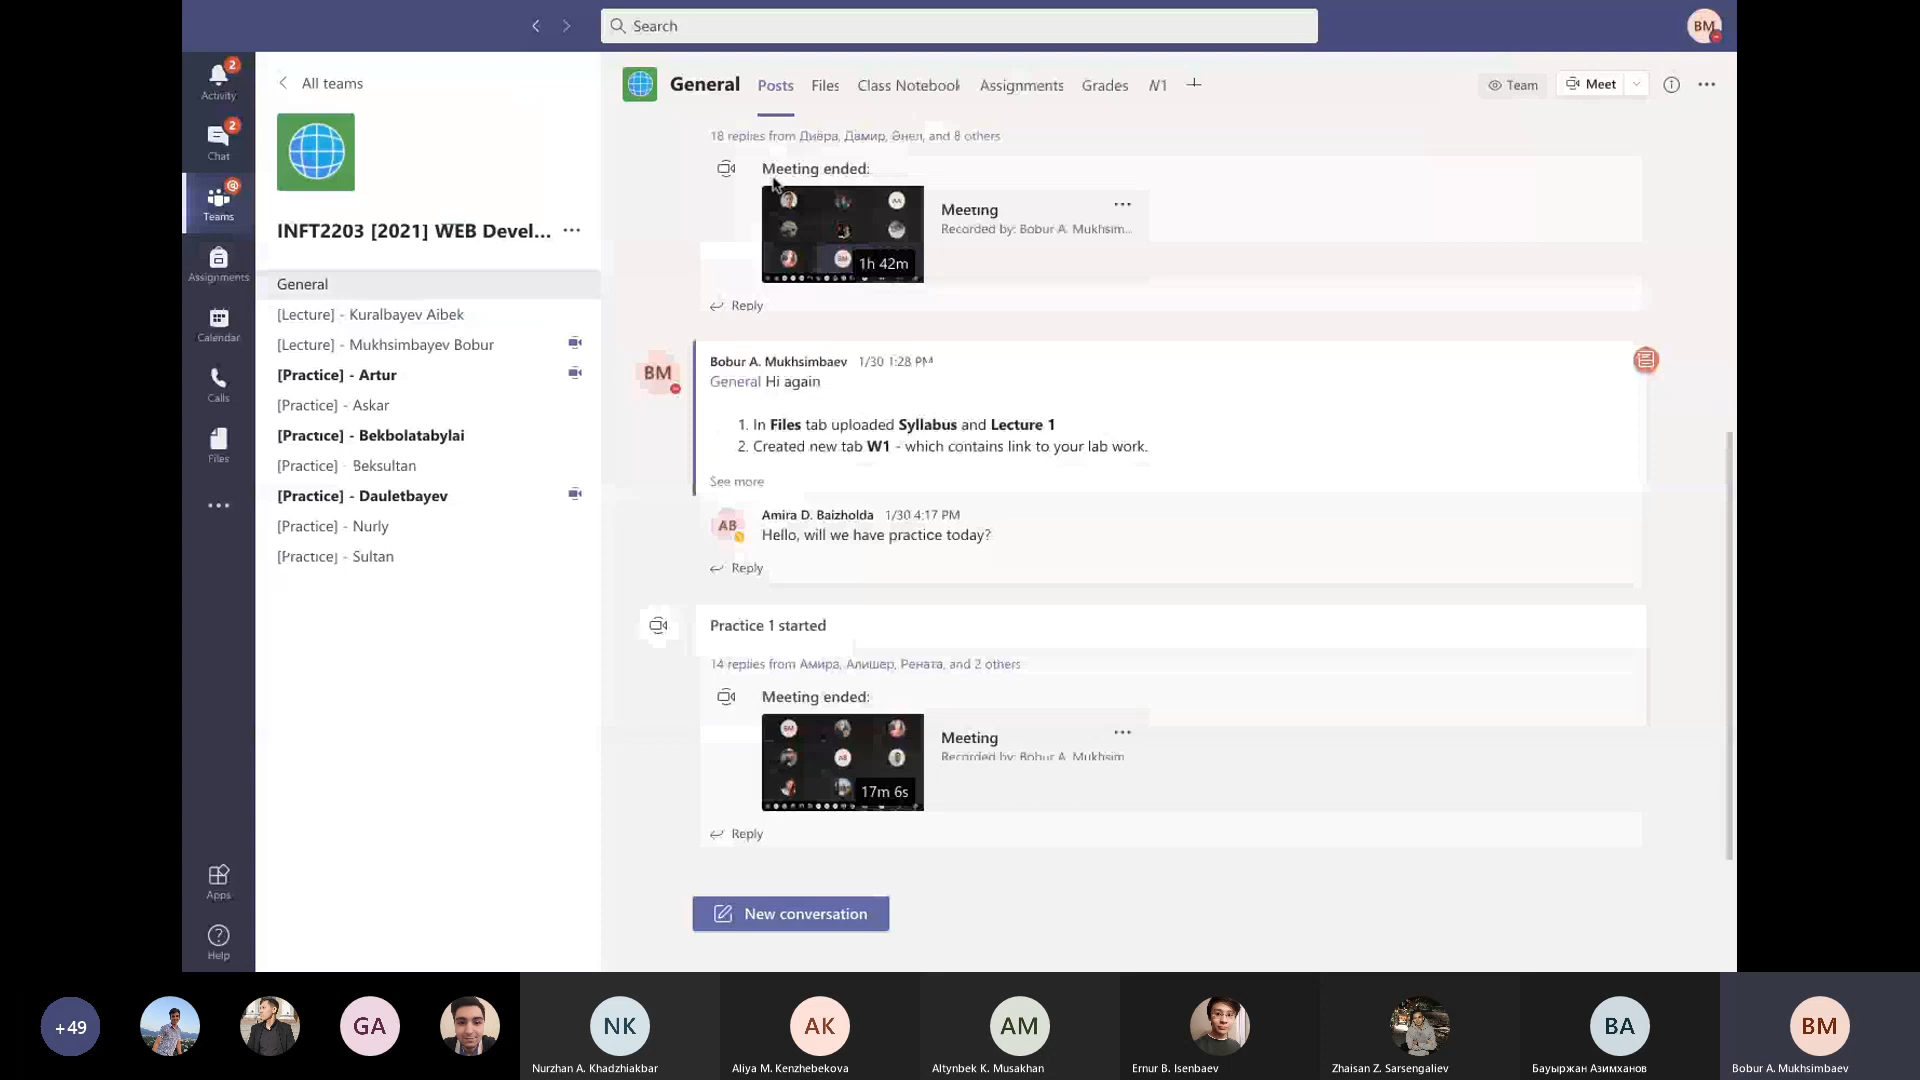 Search
BM
2
Activity
2
Chat
Teams
Assignments
Calendar
Calls
Files
Apps
Help
All teams
INFT2203 [2021] WEB Devel...
General
[Lecture] - Kuralbayev Aibek
[Lecture] - Mukhsimbayev Bobur
[Practice] - Artur
[Practice] - Askar
[Practice] - Bekbolatabylai
[Practice] - Beksultan
[Practice] - Dauletbayev
[Practice] - Nurly
[Practice] - Sultan
General Posts Files Class Notebook Assignments Grades
Team
Meet
18 replies from Диёра, Дамир, Әнел, and 8 others
Meeting ended:
1h 42m
Meeting
Recorded by: Bobur A. Mukhsim...
Reply
BM
Bobur A. Mukhsimbaev 1/30 1:28 PM
General Hi again
1. In Files tab uploaded Syllabus and Lecture 1
2. Created new tab W1 - which contains link to your lab work.
See more
AB
Amira D. Baizholda 1/30 4:17 PM
Hello, will we have practice today?
Reply
Practice 1 started
14 replies from Амира, Алишер, Рената, and 2 others
Meeting ended:
17m 6s
Meeting
Recorded by: Bobur A. Mukhsim
Reply
New conversation
+49
GA
NK
Nurzhan A. Khadzhiakbar
AK
Aliya M. Kenzhebekova
AM
Altynbek K. Musakhan
Ernur B. Isenbaev
Zhaisan Z. Sarsengaliev
BA
Бауыржан Азимханов
BM
Bobur A. Mukhsimbaev